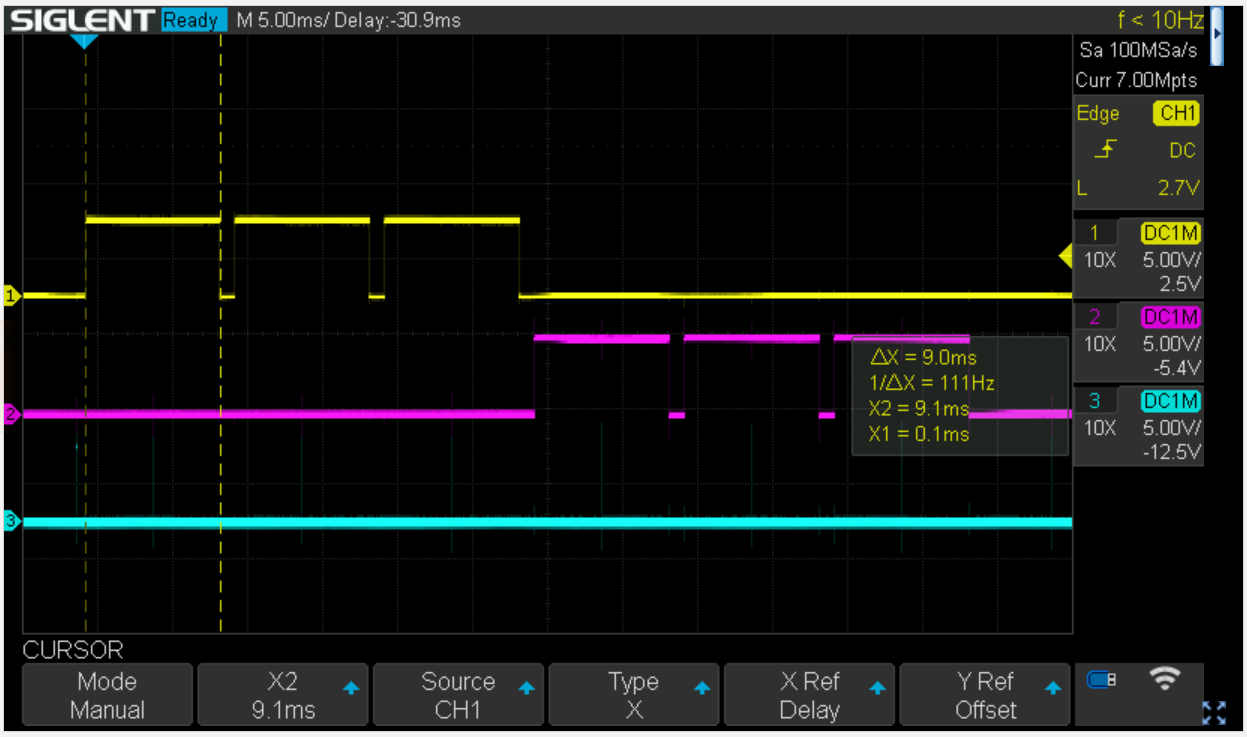 SIGLENT Ready M 5.00ms/ Delay:-30.9ms f < 10Hz
Sa 100MSa/s
Curr 7.00Mpts
Edge CH1
DC
L 2.7V
1 DC1M
10X 5.00V/
2.5V
2 DC1M
10X 5.00V/
-5.4V
3 DC1M
10X 5.00V/
-12.5V
1
2
3
△X = 9.0ms
1/△X = 111Hz
X2 = 9.1ms
X1 = 0.1ms
CURSOR
Mode
Manual
X2
9.1ms
Source
CH1
Type
X
X Ref
Delay
Y Ref
Offset